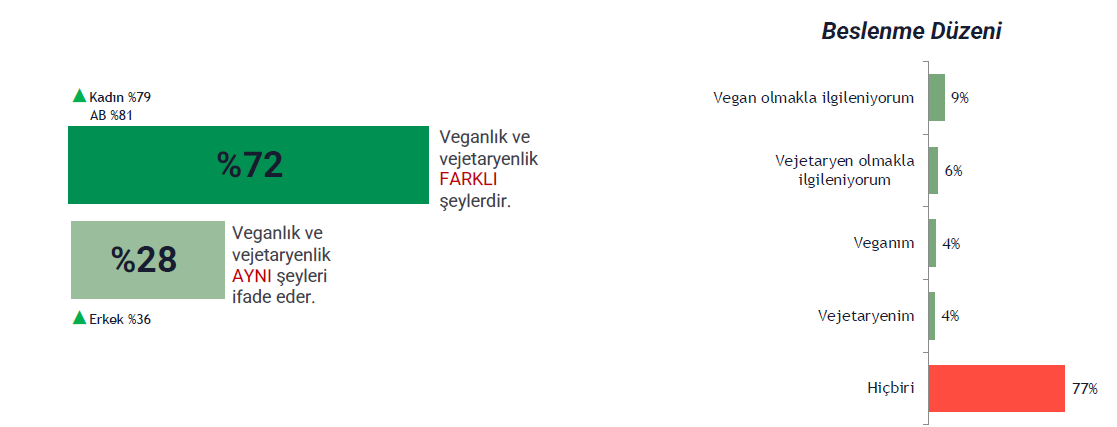 Beslenme Düzeni
▲ Kadın %79
AB %81
%72
Veganlık ve
vejetaryenlik
FARKLI
şeylerdir.
%28
Veganlık ve
vejetaryenlik
AYNI şeyleri
ifade eder.
▲ Erkek %36
Vegan olmakla ilgileniyorum 9%
Vejetaryen olmakla
ilgileniyorum 6%
Veganım 4%
Vejetaryenim 4%
Hiçbiri 77%